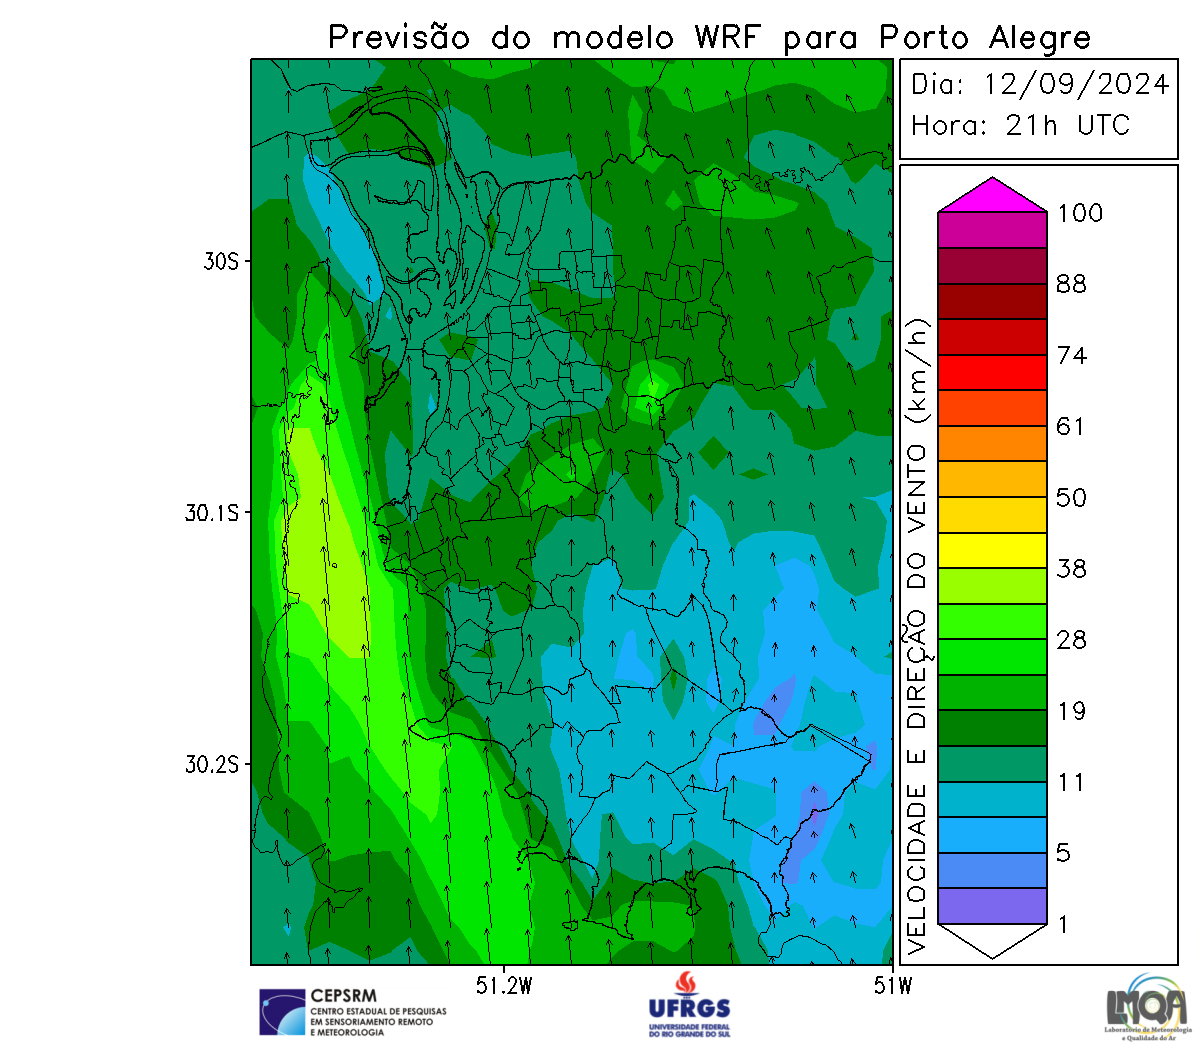 Previsão do modelo WRF para Porto Alegre
Dia: 12/09/2024
Hora: 21h UTC
30S
30.1S
30.2S
51.2W
51W
VELOCIDADE E DIREÇÃO DO VENTO (km/h)
100
88
74
61
50
38
28
19
11
5
1
CEPSRM
CENTRO ESTADUAL DE PESQUISAS
EM SENSORIAMENTO REMOTO
E METEOROLOGIA
UFRGS
UNIVERSIDADE FEDERAL
DO RIO GRANDE DO SUL
LMQA
Laboratório de Meteorologia
e Qualidade do Ar